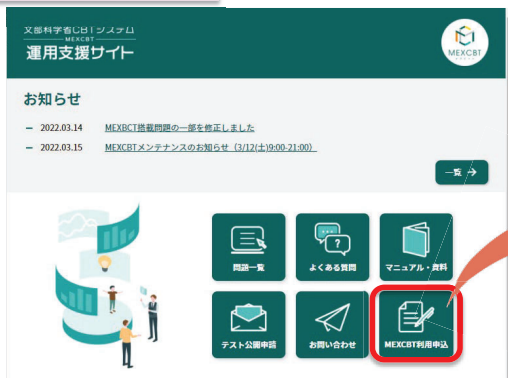 文部科学省CBTシステム
MEXCBT
運用支援サイト
MEXCBT
お知らせ
2022.03.14 MEXBCT搭載問題の一部を修正しました
2022.03.15 MEXCBTメンテナンスのお知らせ（3/12(土)9:00-21:00）
一覧 →
問題一覧
よくある質問
マニュアル・資料
テスト公開申請
お問い合わせ
MEXCBT利用申込